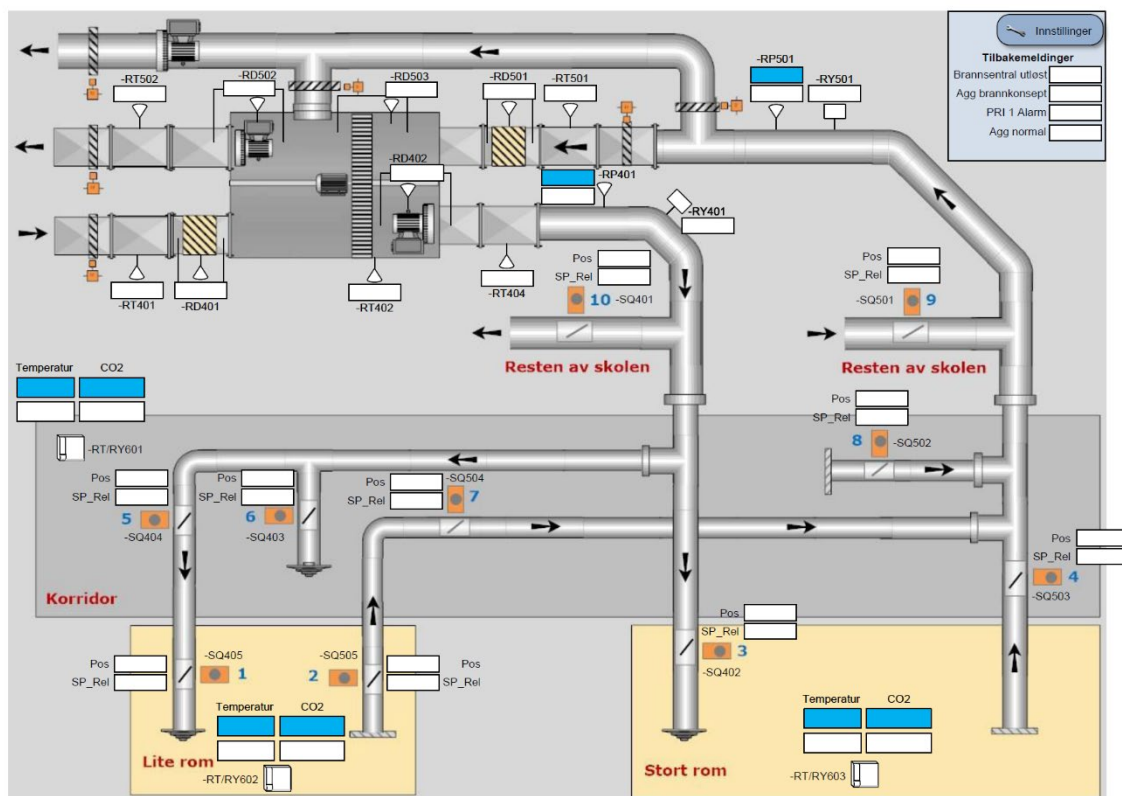 Innstillinger
Tilbakemeldinger
Brannsentral utløst
Agg brannkonsept
PRI 1 Alarm
Agg normal
-RP501
-RY501
-RT502
-RD502
-RD503
-RD501
-RT501
-RD402
-RP401
-RY401
-RT401
-RD401
-RT402
-RT404
Pos
SP_Rel
10
-SQ401
Pos
SP_Rel
-SQ501
9
Resten av skolen
Resten av skolen
Temperatur
CO2
-RT/RY601
Pos
SP_Rel
8
-SQ502
Pos
SP_Rel
5
-SQ404
Pos
SP_Rel
6
-SQ403
Pos
SP_Rel
-SQ504
7
Pos
SP_Rel
4
-SQ503
Korridor
Pos
SP_Rel
3
-SQ402
Pos
SP_Rel
-SQ405
1
-SQ505
2
Pos
SP_Rel
Temperatur
CO2
Lite rom
-RT/RY602
Temperatur
CO2
Stort rom
-RT/RY603